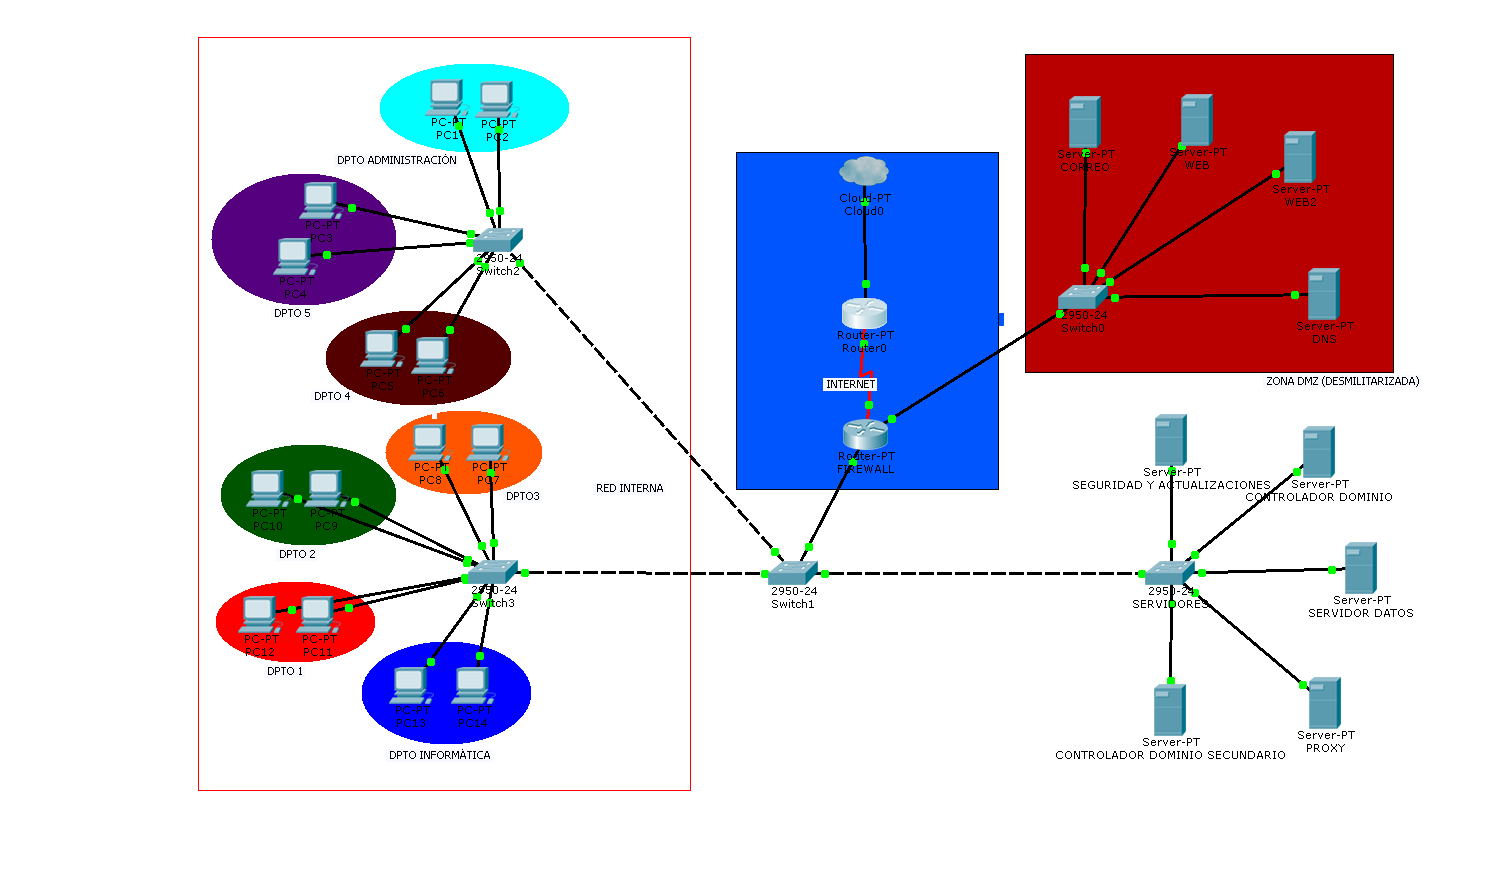 PC-PT
PC1
PC-PT
PC2
DPTO ADMINISTRACIÓN
PC-PT
PC3
PC-PT
PC4
DPTO 5
2950-24
Switch2
PC-PT
PC5
PC-PT
PC6
DPTO 4
PC-PT
PC8
PC-PT
PC7
DPTO3
PC-PT
PC10
PC-PT
PC9
DPTO 2
2950-24
Switch3
PC-PT
PC12
PC-PT
PC11
DPTO 1
PC-PT
PC13
PC-PT
PC14
DPTO INFORMÁTICA
RED INTERNA
Cloud-PT
Cloud0
Router-PT
Router0
INTERNET
Router-PT
FIREWALL
2950-24
Switch1
Server-PT
CORREO
Server-PT
WEB
Server-PT
WEB2
2950-24
Switch0
Server-PT
DNS
ZONA DMZ (DESMILITARIZADA)
Server-PT
SEGURIDAD Y ACTUALIZACIONES
Server-PT
CONTROLADOR DOMINIO
2950-24
SERVIDORES
Server-PT
SERVIDOR DATOS
Server-PT
CONTROLADOR DOMINIO SECUNDARIO
Server-PT
PROXY